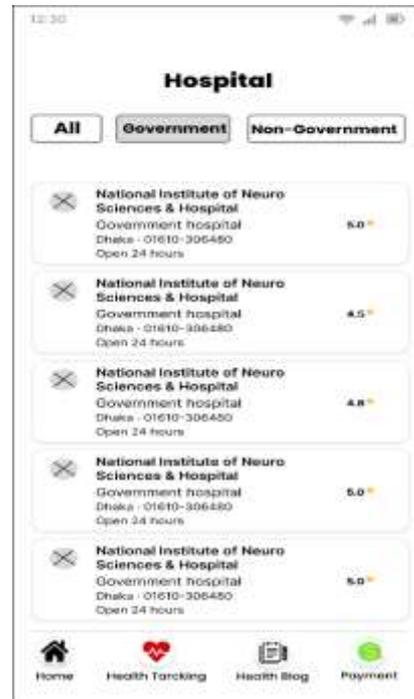 12:30
Hospital
All Government Non-Government
National Institute of Neuro
Sciences & Hospital
Government hospital 5.0
Dhaka - 01610-306480
Open 24 hours
National Institute of Neuro
Sciences & Hospital
Government hospital 4.5
Dhaka - 01610-306480
Open 24 hours
National Institute of Neuro
Sciences & Hospital
Government hospital 4.8
Dhaka - 01610-306480
Open 24 hours
National Institute of Neuro
Sciences & Hospital
Government hospital 5.0
Dhaka - 01610-306480
Open 24 hours
National Institute of Neuro
Sciences & Hospital
Government hospital 5.0
Dhaka - 01610-306480
Open 24 hours
Home Health Tarcking Health Blog Payment